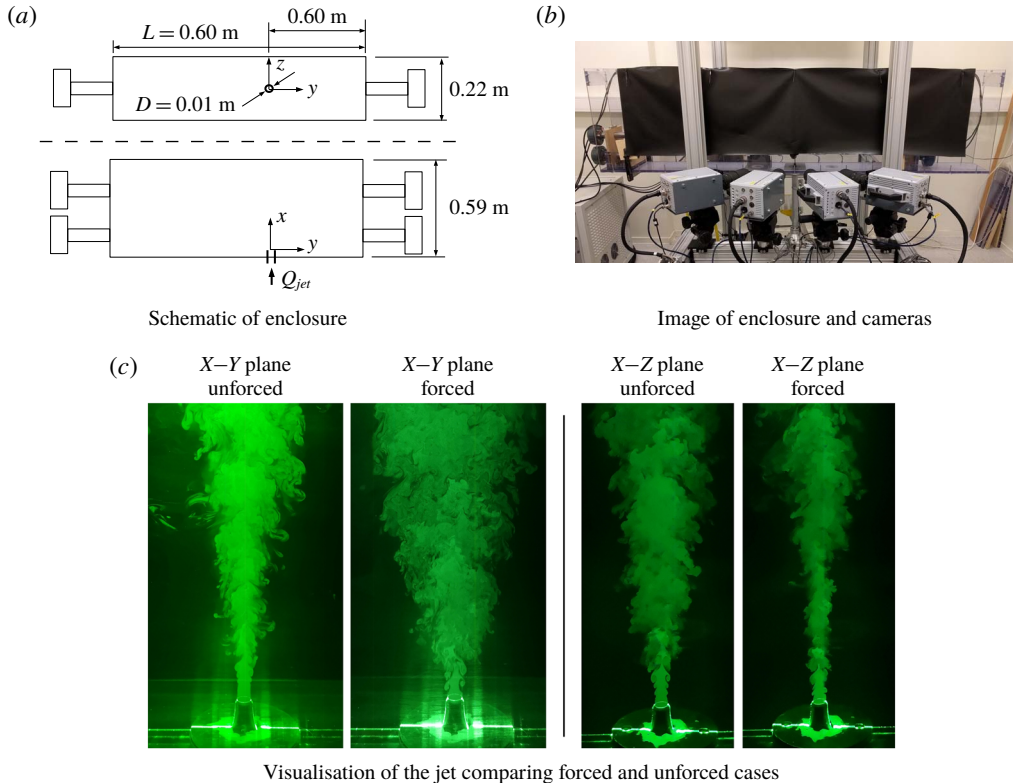 (a)
0.60 m
L = 0.60 m
z
y
D = 0.01 m
0.22 m
x
y
0.59 m
Qjet
Schematic of enclosure
(b)
Image of enclosure and cameras
(c)
X–Y plane
unforced
X–Y plane
forced
X–Z plane
unforced
X–Z plane
forced
Visualisation of the jet comparing forced and unforced cases